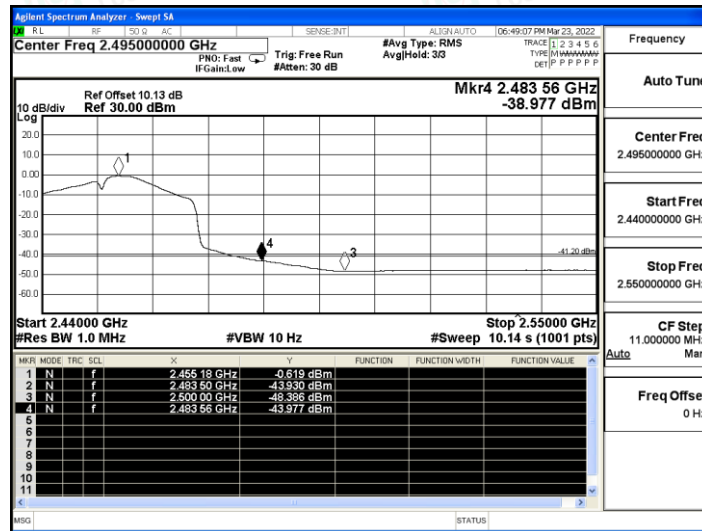 Agilent Spectrum Analyzer - Swept SA
RL RF 50 Ω AC SENSE:INT ALIGN AUTO 06:49:07 PM Mar 23, 2022
Center Freq 2.495000000 GHz
PNO: Fast
IFGain:Low
Trig: Free Run
#Atten: 30 dB
#Avg Type: RMS
Avg|Hold: 3/3
TRACE 1 2 3 4 5 6
TYPE M WWWWW
DET P P P P P P
Ref Offset 10.13 dB
Ref 30.00 dBm
10 dB/div
Log
Mkr4 2.483 56 GHz
-38.977 dBm
20.0
10.0
0.00
-10.0
-20.0
-30.0
-40.0
-50.0
-60.0
1
4
3
-41.20 dBm
Start 2.44000 GHz
Stop 2.55000 GHz
#Res BW 1.0 MHz #VBW 10 Hz #Sweep 10.14 s (1001 pts)
MKR MODE TRC SCL X Y FUNCTION FUNCTION WIDTH FUNCTION VALUE
1 N f 2.455 18 GHz -0.619 dBm
2 N f 2.483 50 GHz -43.930 dBm
3 N f 2.500 00 GHz -48.386 dBm
4 N f 2.483 56 GHz -43.977 dBm
5
6
7
8
9
10
11
MSG STATUS
Frequency
Auto Tune
Center Freq
2.495000000 GHz
Start Freq
2.440000000 GHz
Stop Freq
2.550000000 GHz
CF Step
11.000000 MHz
Auto Man
Freq Offset
0 Hz